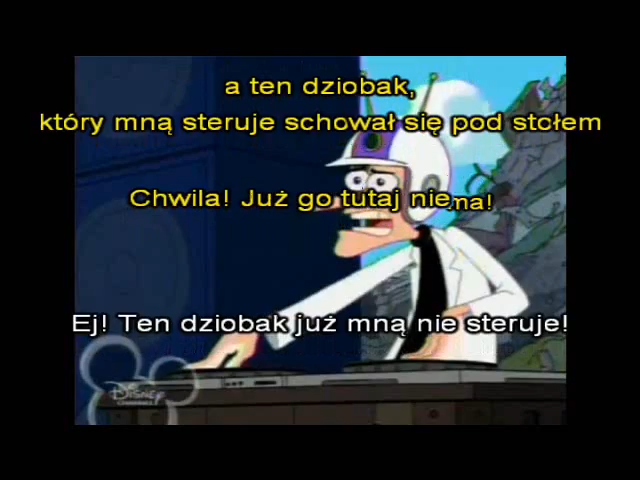 a ten dziobak,
który mną steruje schował się pod stołem
Chwila! Już go tutaj niema!
Ej! Ten dziobak już mną nie steruje!
DISNEY
CHANNEL